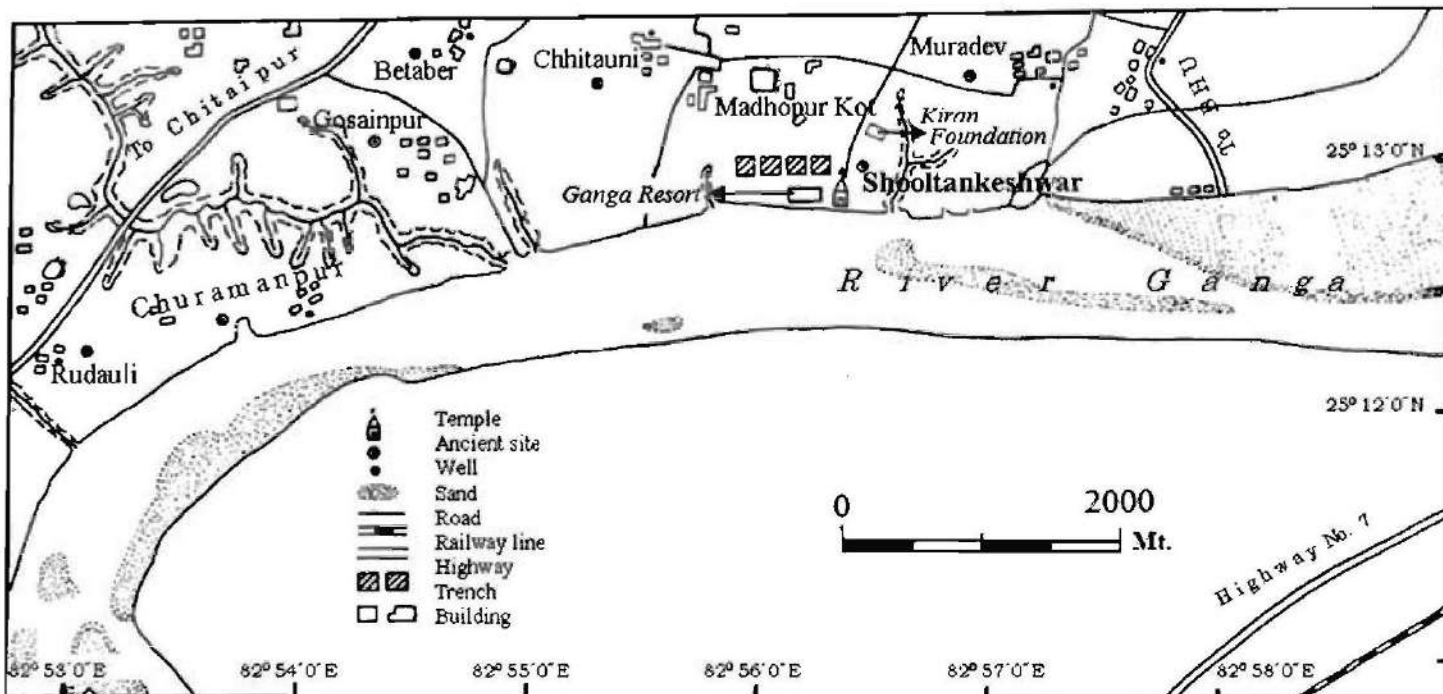 To Chitaipur
Betaber
Chhitauni
Muradev
To BHU
Gosainpur
Madhopur Kot
Kiran
Foundation
25° 13' 0" N
Ganga Resort
Shooltankeshwar
Churamanpur
River Ganga
Rudauli
25° 12' 0" N
Temple
Ancient site
Well
Sand
Road
Railway line
Highway
Trench
Building
0
2000
Mt.
Highway No. 7
82° 53' 0" E
82° 54' 0" E
82° 55' 0" E
82° 56' 0" E
82° 57' 0" E
82° 58' 0" E